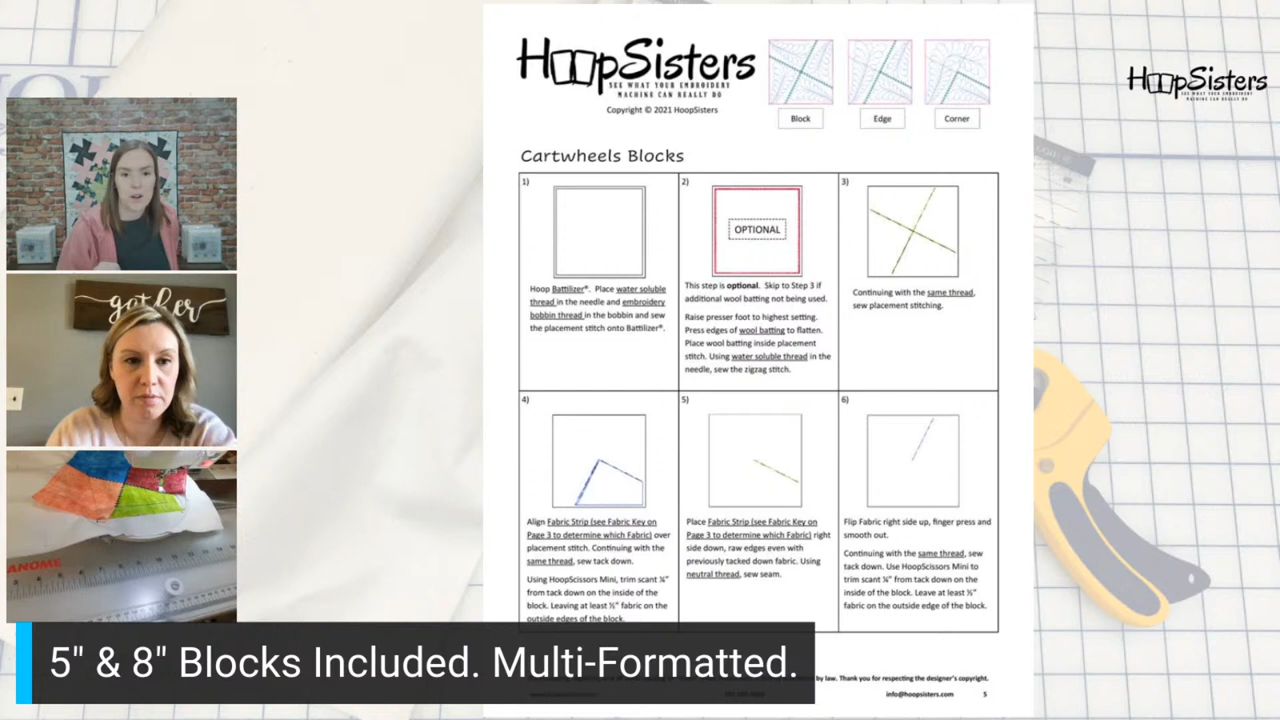 HoopSisters
SEE WHAT YOUR EMBROIDERY
MACHINE CAN REALLY DO
Copyright © 2021 HoopSisters
Block
Edge
Corner
HoopSisters
SEE WHAT YOUR EMBROIDERY
MACHINE CAN REALLY DO
Cartwheels Blocks
1)
Hoop Battilizer®. Place water soluble
thread in the needle and embroidery
bobbin thread in the bobbin and sew
the placement stitch onto Battilizer®.
2)
OPTIONAL
This step is optional. Skip to Step 3 if
additional wool batting not being used.
Raise presser foot to highest setting.
Press edges of wool batting to flatten.
Place wool batting inside placement
stitch. Using water soluble thread in the
needle, sew the zigzag stitch.
3)
Continuing with the same thread,
sew placement stitching.
4)
Align Fabric Strip (see Fabric Key on
Page 3 to determine which Fabric) over
placement stitch. Continuing with the
same thread, sew tack down.
Using HoopScissors Mini, trim scant ¼"
from tack down on the inside of the
block. Leaving at least ½" fabric on the
outside edges of the block.
5)
Place Fabric Strip (see Fabric Key on
Page 3 to determine which Fabric) right
side down, raw edges even with
previously tacked down fabric. Using
neutral thread, sew seam.
6)
Flip Fabric right side up, finger press and
smooth out.
Continuing with the same thread, sew
tack down. Use HoopScissors Mini to
trim scant ¼" from tack down on the
inside of the block. Leave at least ½"
fabric on the outside edge of the block.
by law. Thank you for respecting the designer's copyright.
info@hoopsisters.com 5
gather
ANOME
5" & 8" Blocks Included. Multi-Formatted.